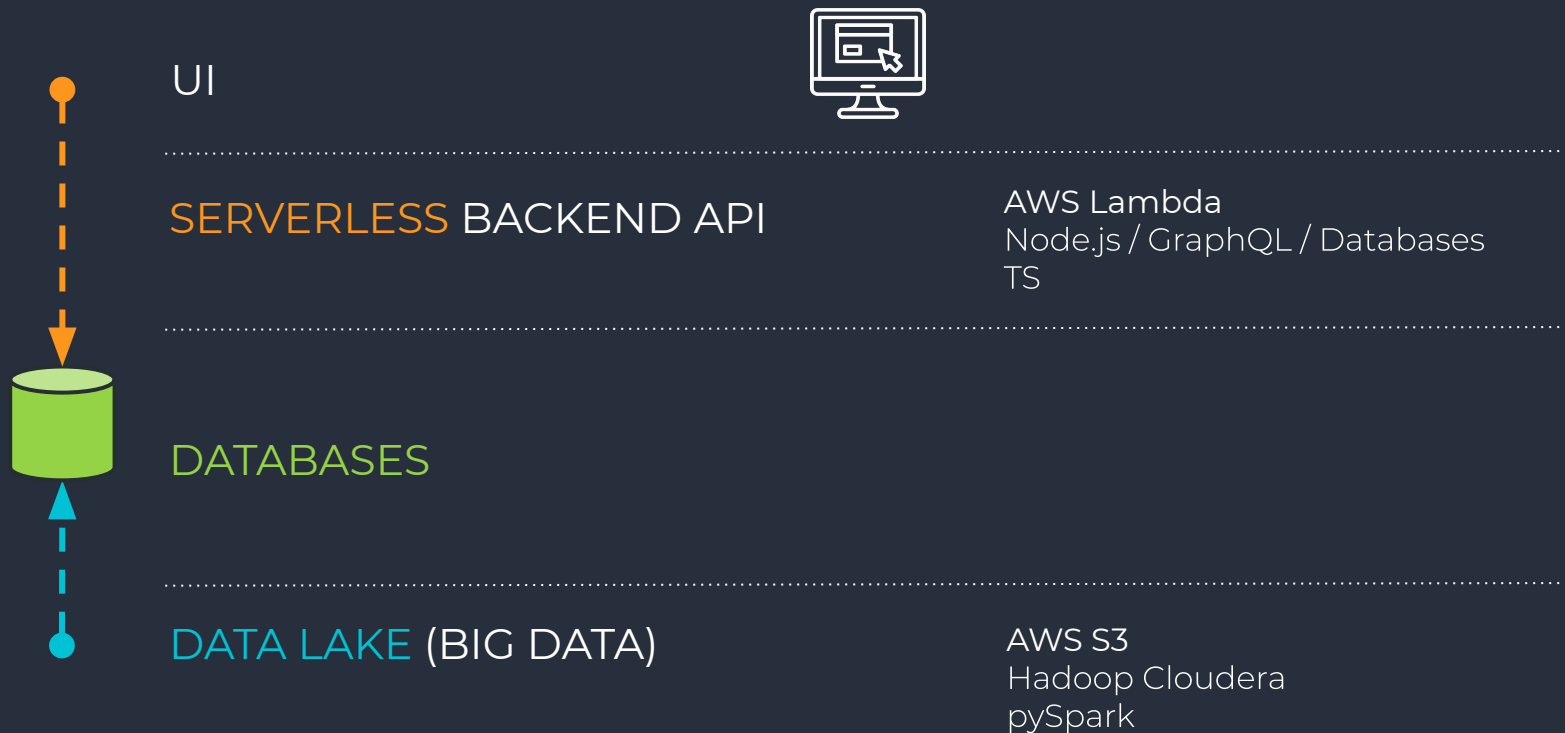 UI
SERVERLESS BACKEND API
AWS Lambda
Node.js / GraphQL / Databases
TS
DATABASES
DATA LAKE (BIG DATA)
AWS S3
Hadoop Cloudera
pySpark